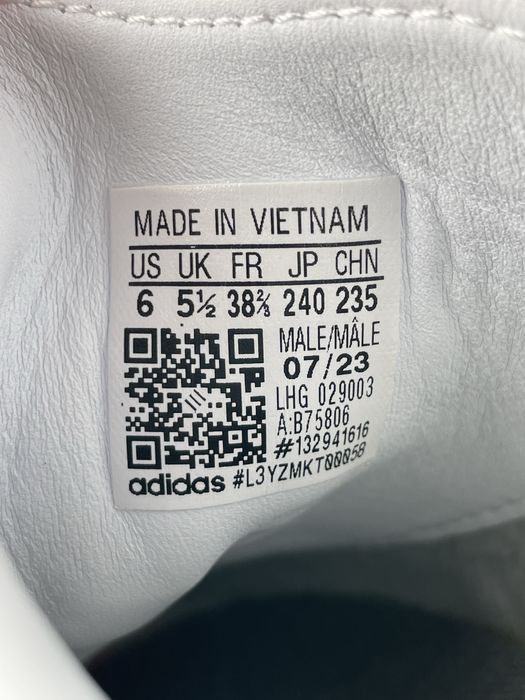 MADE IN VIETNAM
US UK FR JP CHN
6 5½ 38⅔ 240 235
MALE/MÂLE
07/23
LHG 029003
A:B75806
#132941616
adidas #L3YZMKT00058